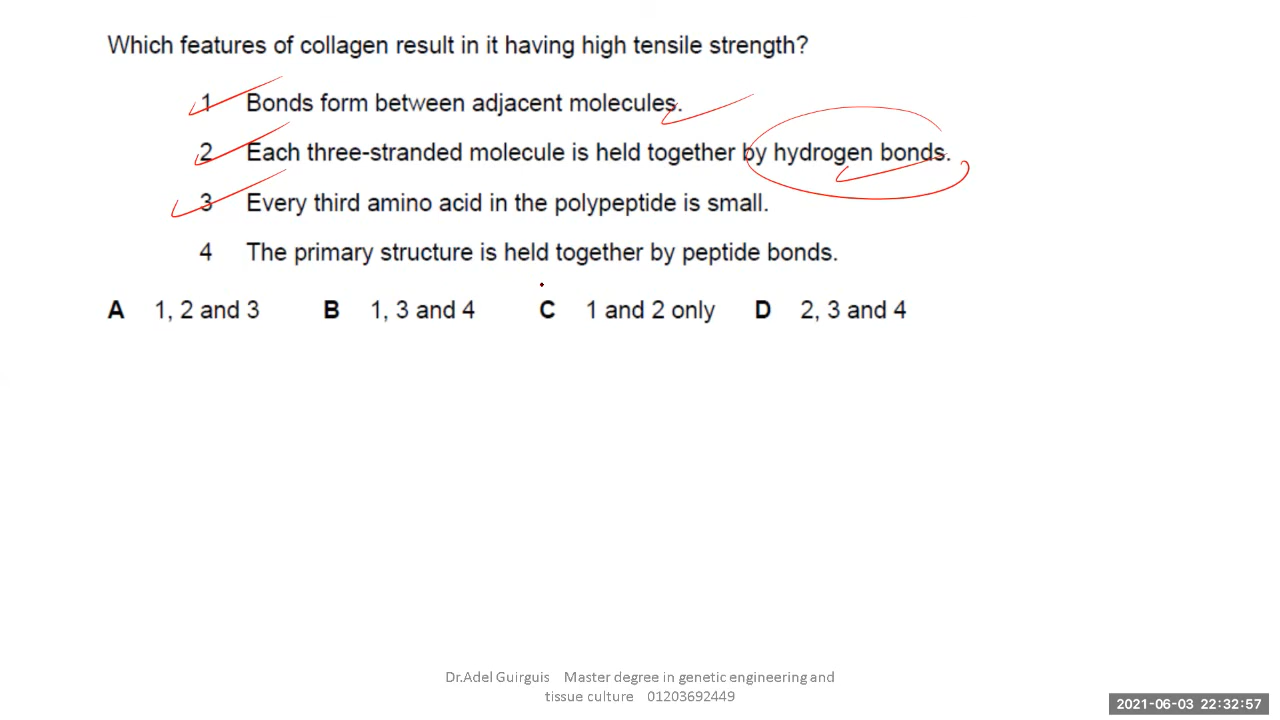 Which features of collagen result in it having high tensile strength?
1 Bonds form between adjacent molecules.
2 Each three-stranded molecule is held together by hydrogen bonds.
3 Every third amino acid in the polypeptide is small.
4 The primary structure is held together by peptide bonds.
A 1, 2 and 3 B 1, 3 and 4 C 1 and 2 only D 2, 3 and 4
Dr.Adel Guirguis Master degree in genetic engineering and
tissue culture 01203692449
2021-06-03 22:32:57